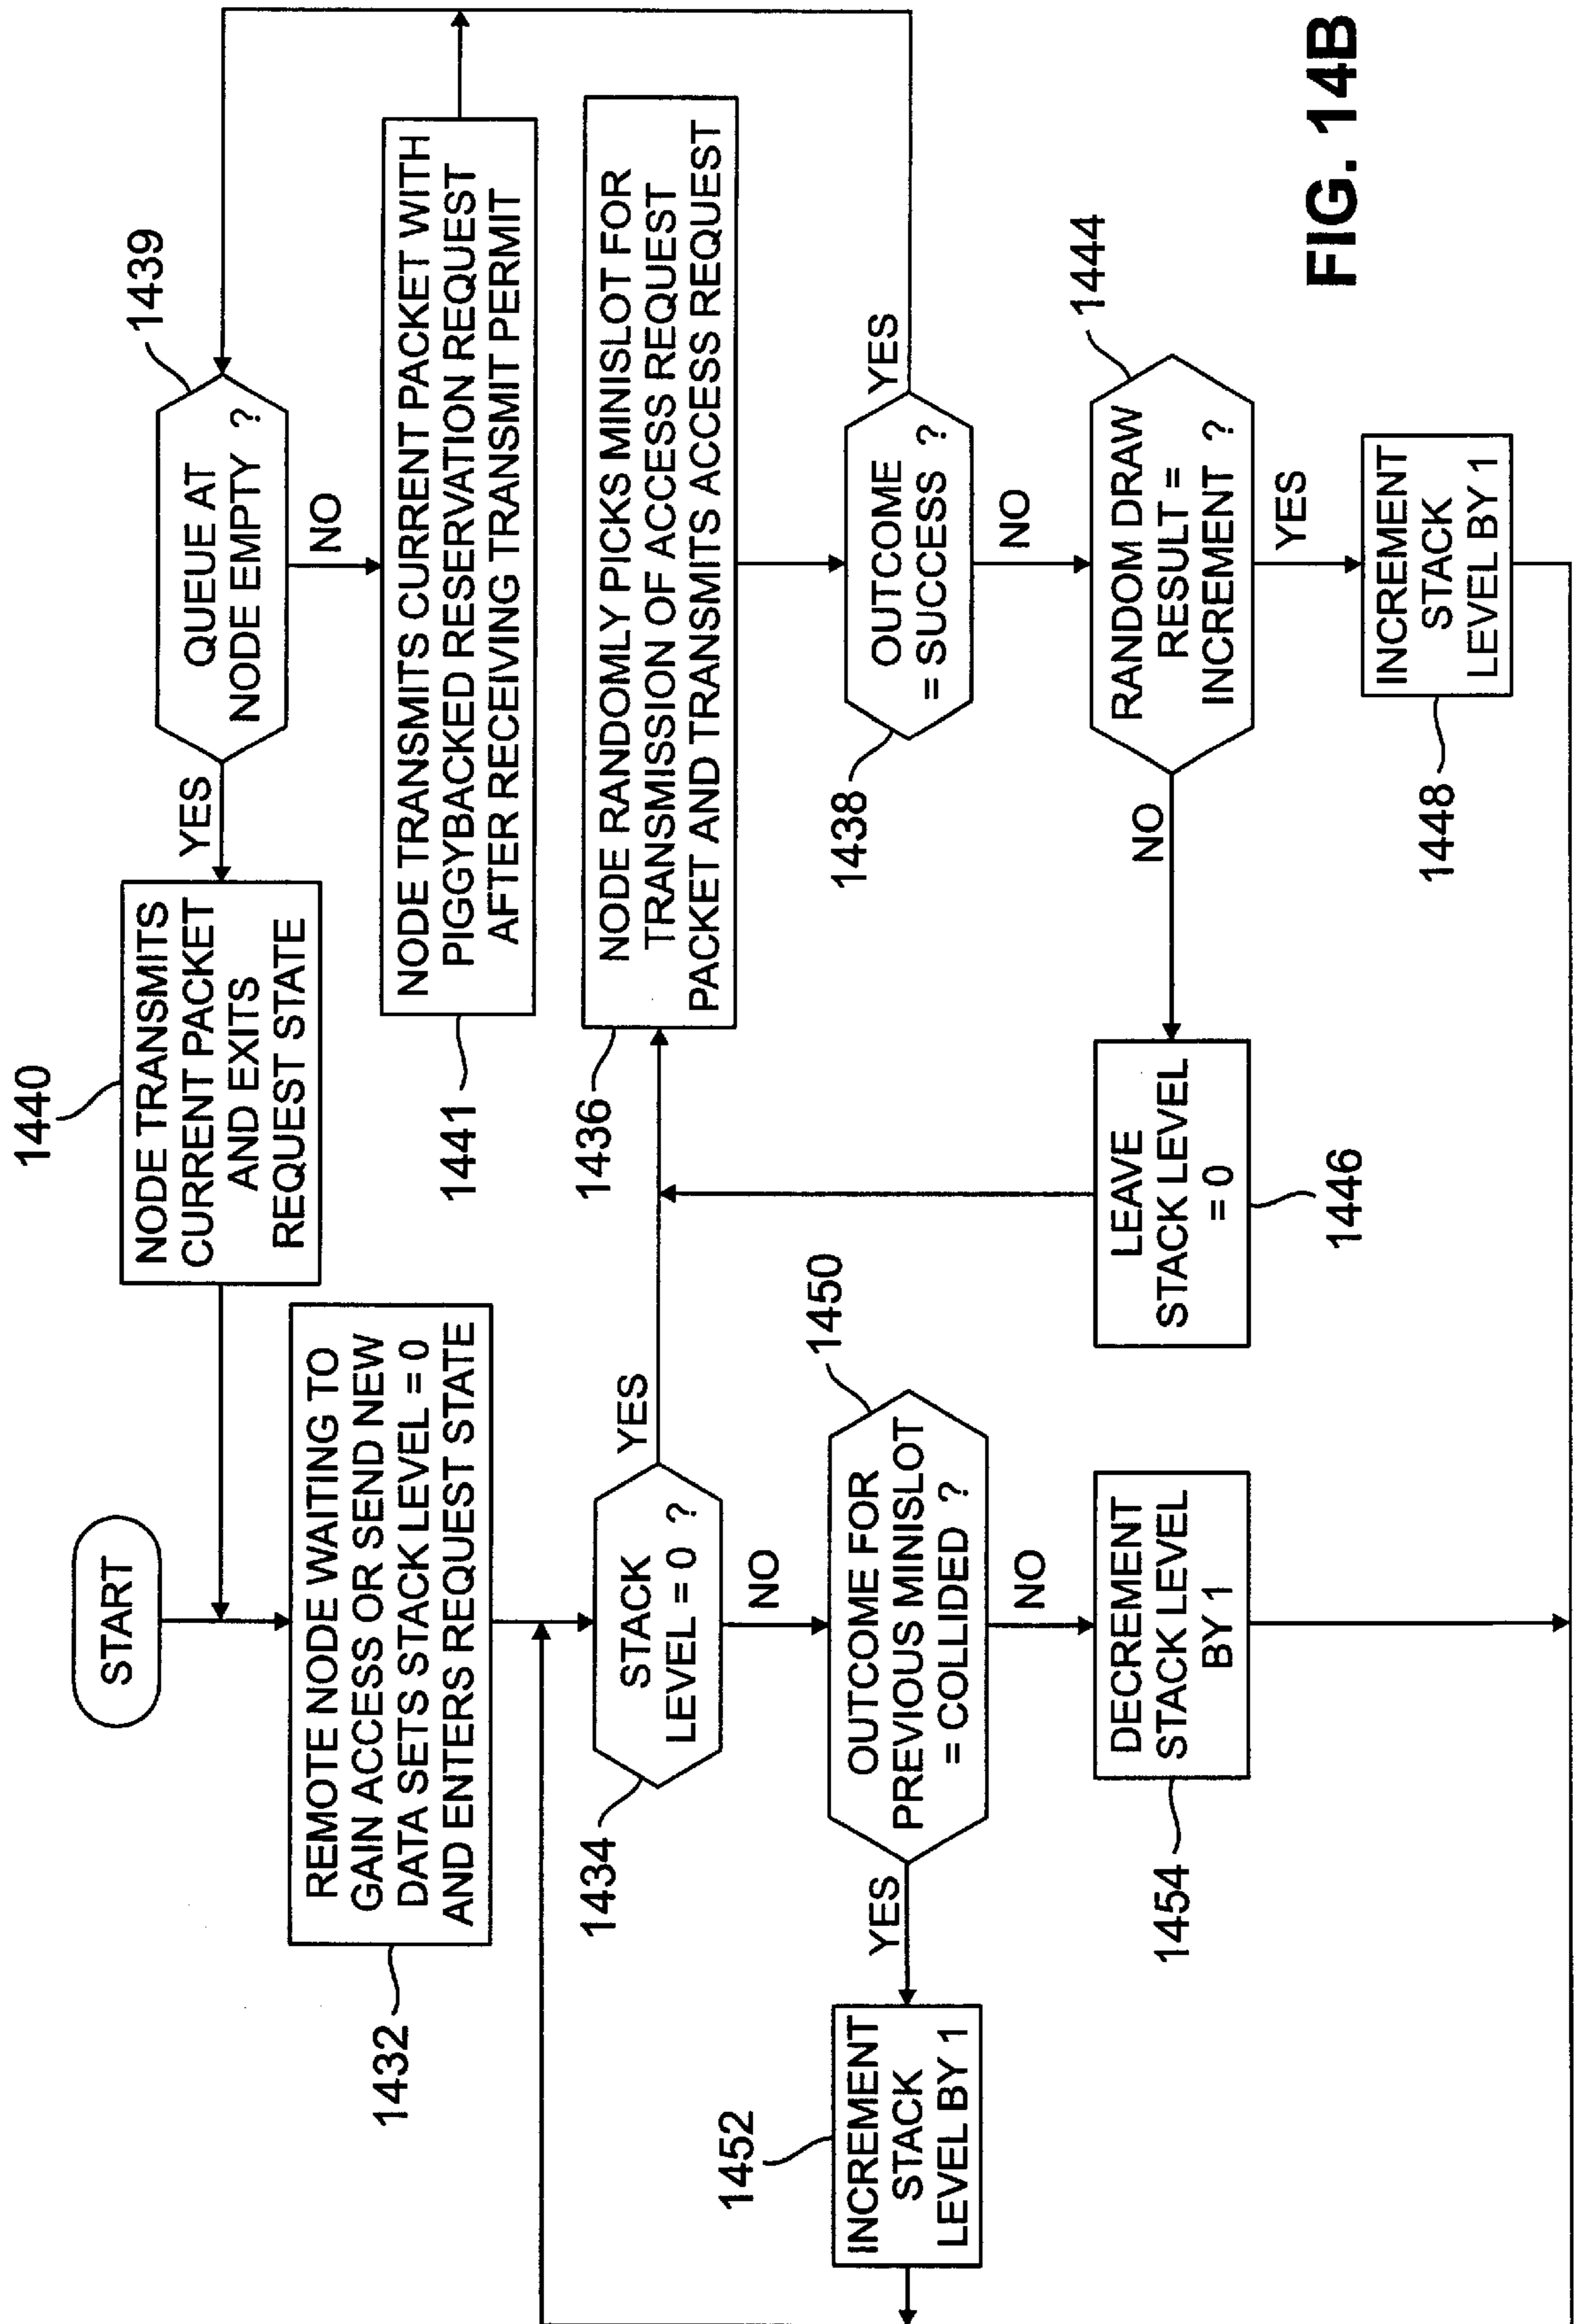 START
1440
NODE TRANSMITS
CURRENT PACKET
AND EXITS
REQUEST STATE
YES
QUEUE AT
NODE EMPTY ?
1439
NO
REMOTE NODE WAITING TO
GAIN ACCESS OR SEND NEW
DATA SETS STACK LEVEL = 0
AND ENTERS REQUEST STATE
1432
NODE TRANSMITS CURRENT PACKET WITH
PIGGYBACKED RESERVATION REQUEST
AFTER RECEIVING TRANSMIT PERMIT
1441
STACK
LEVEL = 0 ?
1434
YES
NO
NODE RANDOMLY PICKS MINISLOT FOR
TRANSMISSION OF ACCESS REQUEST
PACKET AND TRANSMITS ACCESS REQUEST
1436
OUTCOME FOR
PREVIOUS MINISLOT
= COLLIDED ?
1450
YES
NO
INCREMENT
STACK
LEVEL BY 1
1452
OUTCOME
= SUCCESS ?
1438
YES
NO
DECREMENT
STACK LEVEL
BY 1
1454
LEAVE
STACK LEVEL
= 0
1446
NO
RANDOM DRAW
RESULT =
INCREMENT ?
1444
YES
INCREMENT
STACK
LEVEL BY 1
1448
FIG. 14B